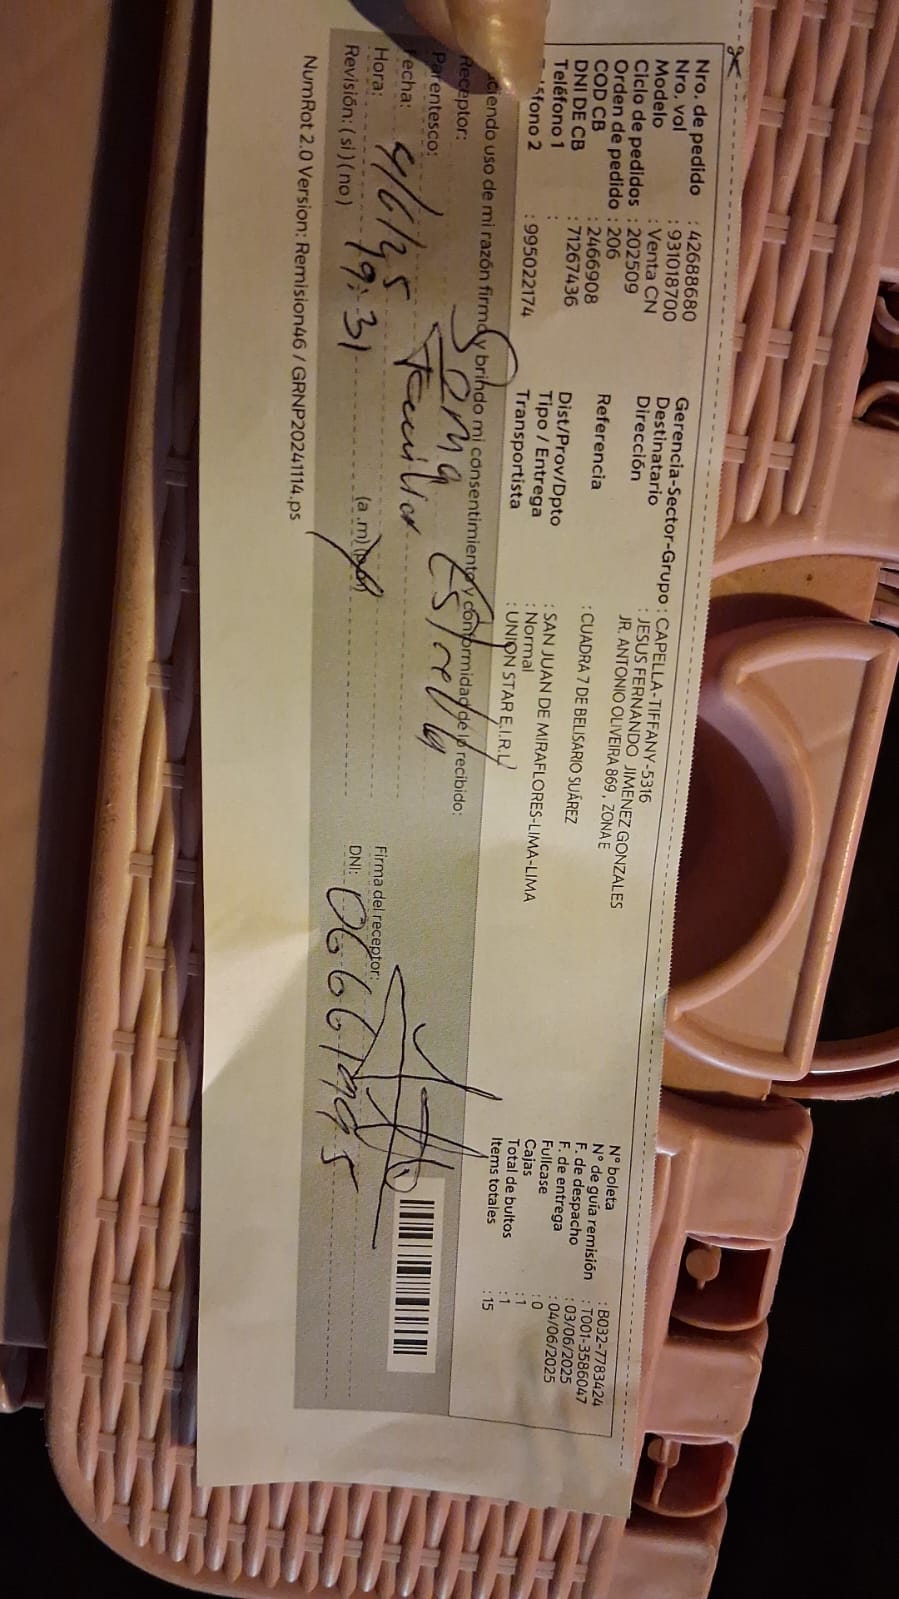 Nro. de pedido : 42688680
Nro. vol : 931018700
Modelo : Venta CN
Ciclo de pedidos : 202509
Orden de pedido : 206
COD CB : 2466908
DNI DE CB : 71267436
Teléfono 1 :
fono 2 : 995022174
Gerencia-Sector-Grupo : CAPELLA-TIFFANY-5316
Destinatario : JESUS FERNANDO JIMENEZ GONZALES
Dirección JR. ANTONIO OLIVEIRA 869 , ZONA E
Referencia : CUADRA 7 DE BELISARIO SUÁREZ
Dist/Prov/Dpto : SAN JUAN DE MIRAFLORES-LIMA-LIMA
Tipo / Entrega : Normal
Transportista : UNION STAR E.I.R.L
N° boleta : B032-7783424
N° de guía remisión : T001-3586047
F. de despacho : 03/06/2025
F. de entrega : 04/06/2025
Fullcase : 0
Cajas : 1
Total de bultos : 1
Items totales : 15
ciendo uso de mi razón firmo y brindo mi consentimiento y conformidad de lo recibido:
Receptor: Soma Estrella
Parentesco: Familiar
Fecha: 4/6/25
Hora: 19:31 (a .m)
Revisión: ( si ) ( no )
Firma del receptor:
DNI:
NumRot 2.0 Version: Remision46 / GRNP20241114.ps